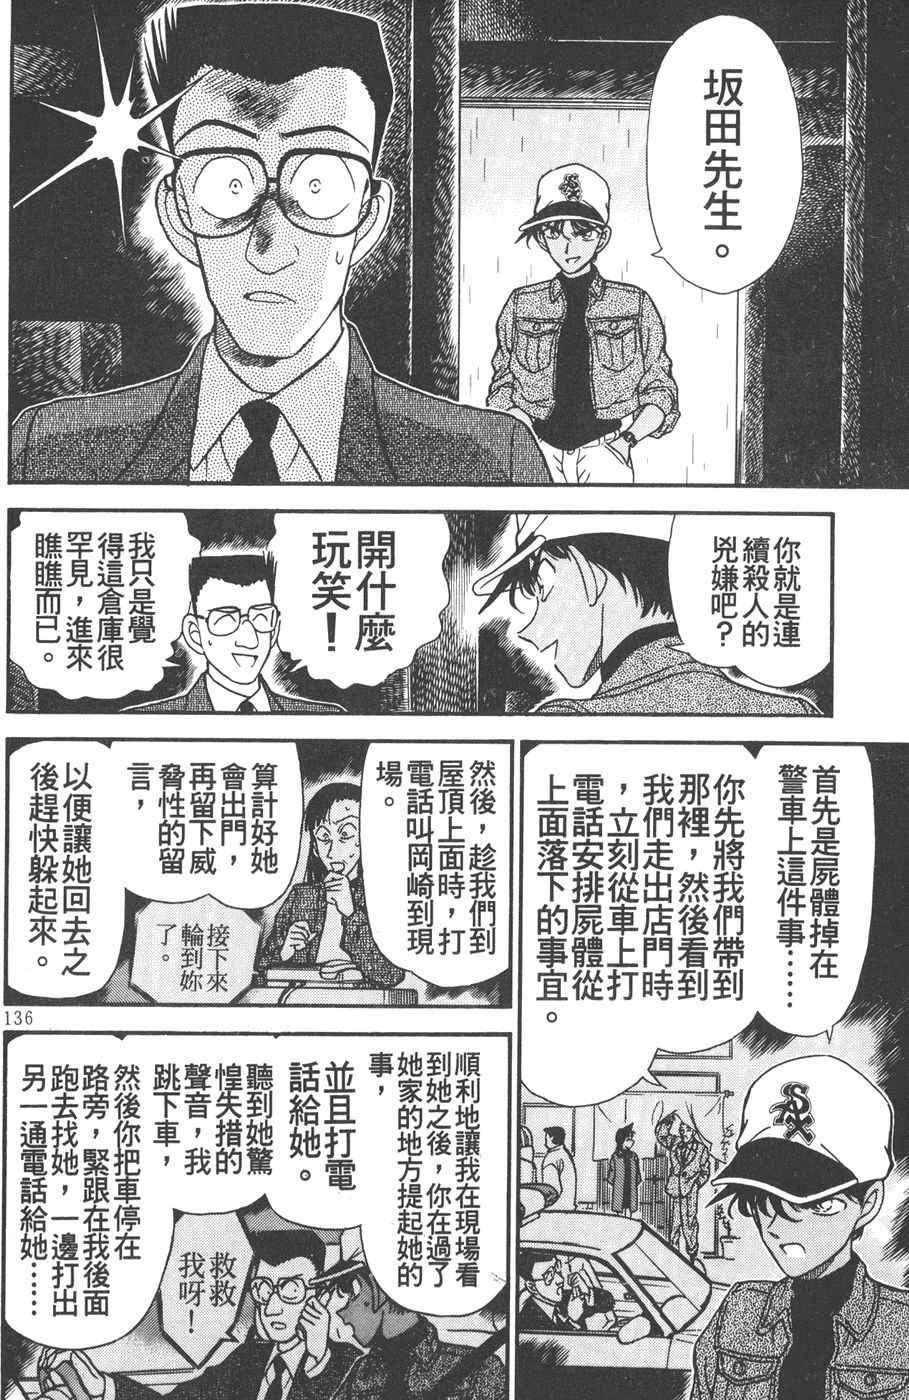 坂田先生。
你就是連
續殺人的
兇嫌吧?
開什麼
玩笑!
我只是覺
得這倉庫很
罕見，進來
瞧瞧而已。
首先是屍體掉在
警車上這件事……
你先將我們帶到
那裡，然後看到
我們走出店門時
，立刻從車上打
電話安排屍體從
上面落下的事宜
。
然後，趁我們到
屋頂上面時，打
電話叫岡崎到現
場。
算計好她
會出門，
再留下威
脅性的留
言，
接下來
輪到妳
了。
以便讓她回去之
後趕快躲起來。
順利地讓我在現場看
到她之後，你在過了
她家的地方提起她的
事，
並且打電
話給她。
聽到她驚
惶失措的
聲音，我
跳下車，
然後你把車停在
路旁，緊跟在我後面
跑去找她，一邊打出
另一通電話給她……
救救
我呀!
SAX
136